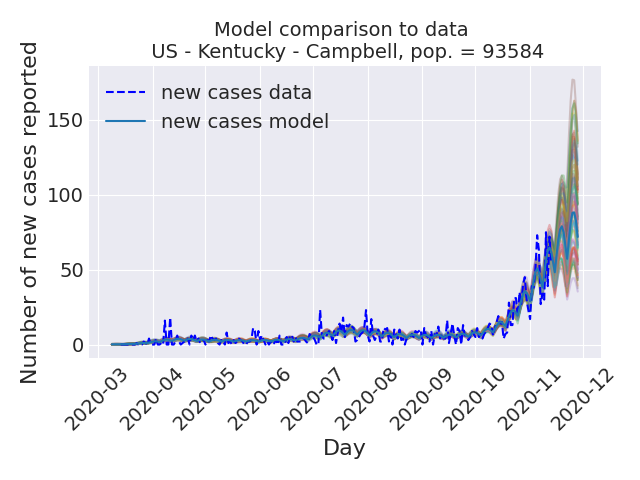 Model comparison to data
US - Kentucky - Campbell, pop. = 93584
Number of new cases reported
150
100
50
0
new cases data
new cases model
2020-03
2020-04
2020-05
2020-06
2020-07
2020-08
2020-09
2020-10
2020-11
2020-12
Day